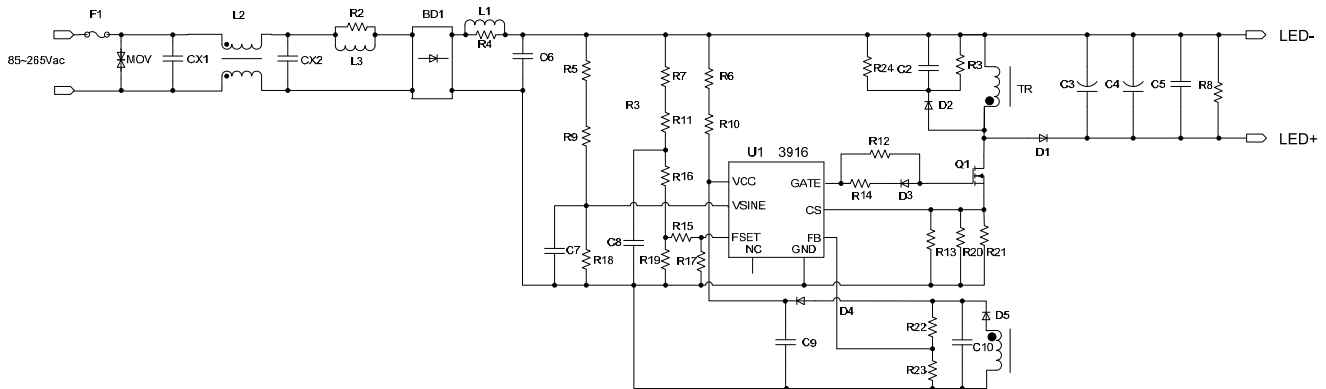 F1
L2
R2
BD1
L1
LED-
85~265Vac
MOV
CX1
CX2
L3
R4
C6
R5
R7
R6
R24
C2
R3
D2
TR
C3
C4
C5
R8
R9
R3
R11
R10
U1 3916
R12
Q1
D1
LED+
R16
VCC
GATE
R14
D3
VSINE
CS
R15
FSET
FB
C7
R18
C8
R19
R17
NC
GND
R13
R20
R21
D4
D5
C9
R22
C10
R23